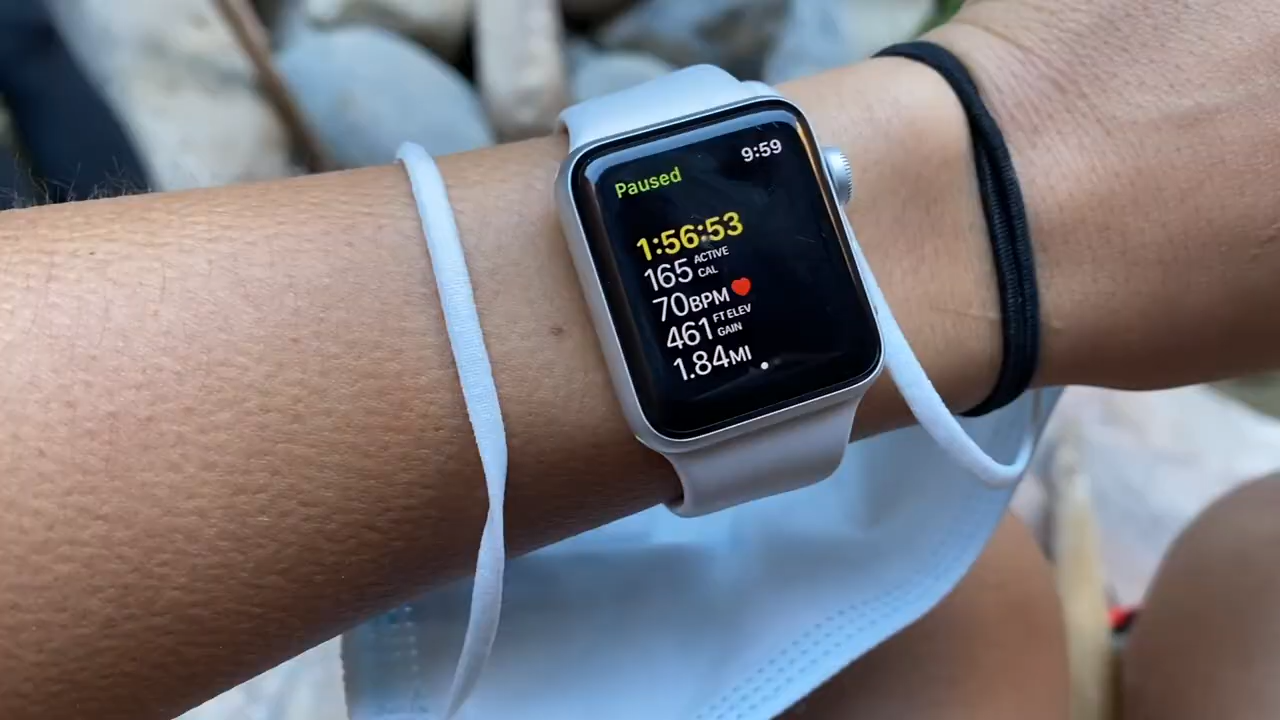 9:59
Paused
1:56:53
165 ACTIVE CAL
70BPM
461 FT ELEV GAIN
1.84MI